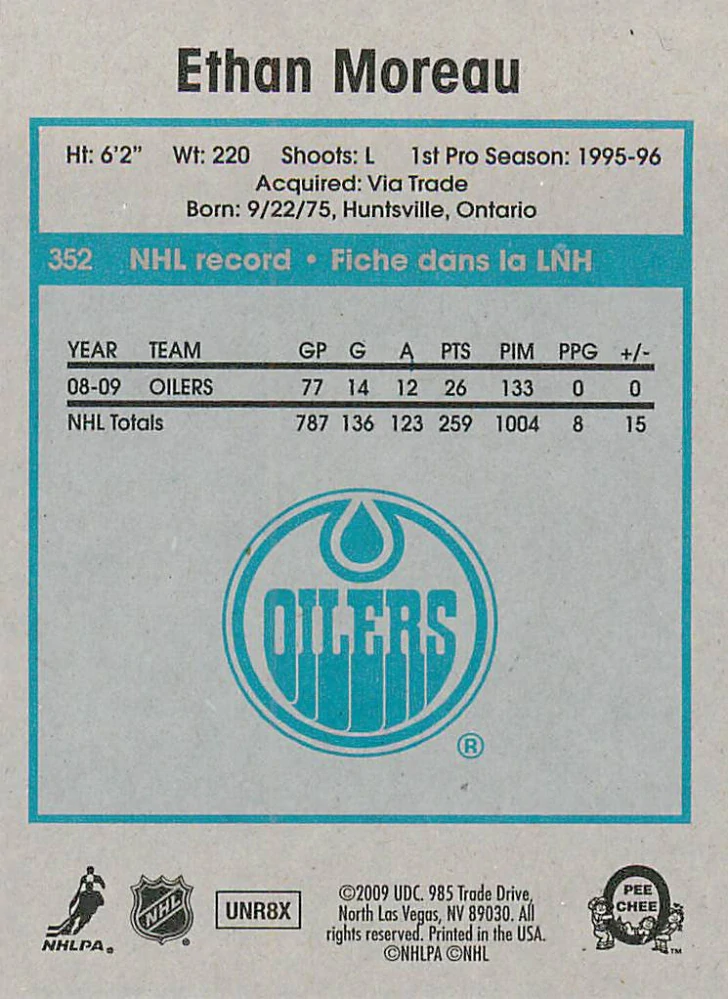 Ethan Moreau
Ht: 6'2" Wt: 220 Shoots: L 1st Pro Season: 1995-96
Acquired: Via Trade
Born: 9/22/75, Huntsville, Ontario
352 NHL record • Fiche dans la LNH
YEAR TEAM GP G A PTS PIM PPG +/-
08-09 OILERS 77 14 12 26 133 0 0
NHL Totals 787 136 123 259 1004 8 15
OILERS
®
NHLPA®
NHL®
UNR8X
©2009 UDC. 985 Trade Drive,
North Las Vegas, NV 89030. All
rights reserved. Printed in the USA.
©NHLPA ©NHL
O
PEE
CHEE
™